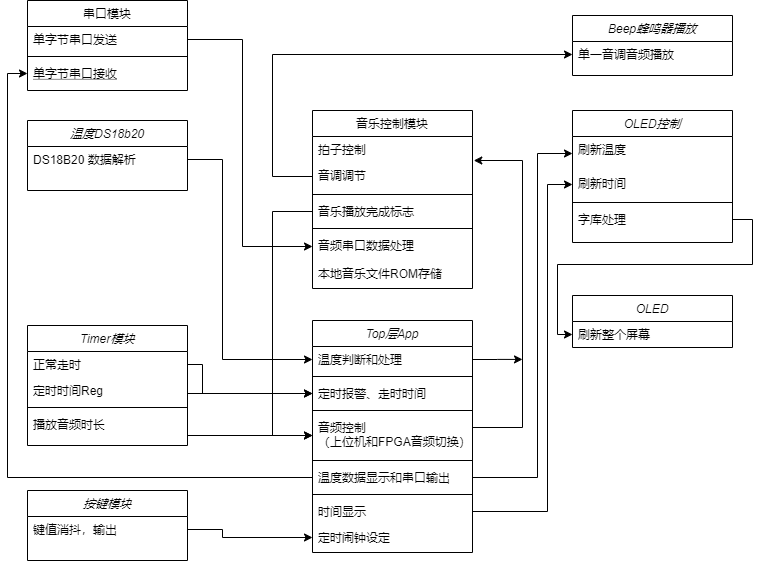 串口模块
单字节串口发送
单字节串口接收
温度DS18b20
DS18B20 数据解析
Timer模块
正常走时
定时时间Reg
播放音频时长
按键模块
键值消抖，输出
音乐控制模块
拍子控制
音调调节
音乐播放完成标志
音频串口数据处理
本地音乐文件ROM存储
Top层App
温度判断和处理
定时报警、走时时间
音频控制
（上位机和FPGA音频切换）
温度数据显示和串口输出
时间显示
定时闹钟设定
Beep蜂鸣器播放
单一音调音频播放
OLED控制
刷新温度
刷新时间
字库处理
OLED
刷新整个屏幕